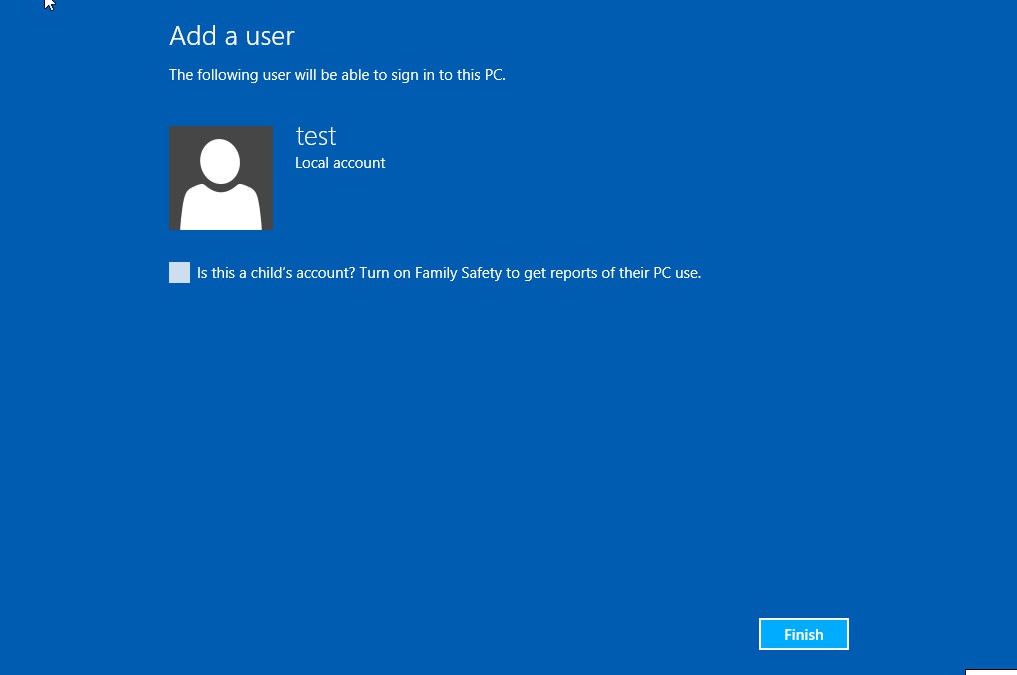 Add a user
The following user will be able to sign in to this PC.
test
Local account
Is this a child's account? Turn on Family Safety to get reports of their PC use.
Finish